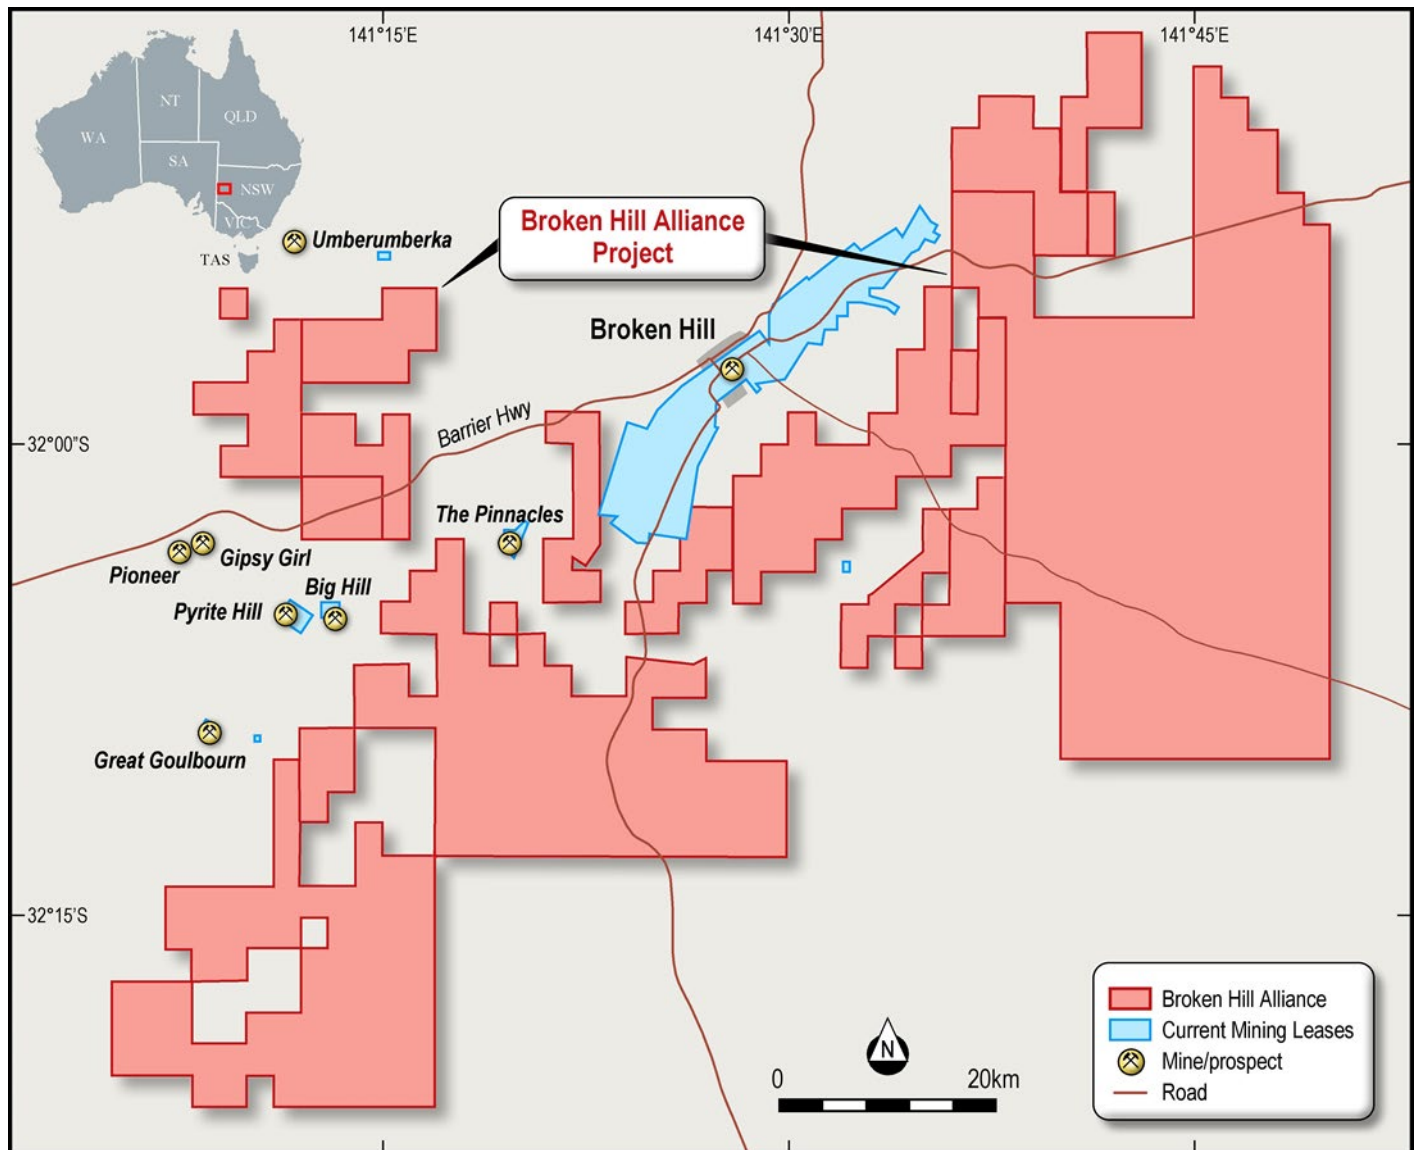 141°15'E
141°30'E
141°45'E
NT
QLD
WA
SA
NSW
VIC
TAS
Umberumberka
Broken Hill Alliance
Project
Broken Hill
Barrier Hwy
32°00"S
The Pinnacles
Gipsy Girl
Pioneer
Big Hill
Pyrite Hill
Great Goulbourn
32°15'S
Broken Hill Alliance
Current Mining Leases
Mine/prospect
Road
N
0
20km